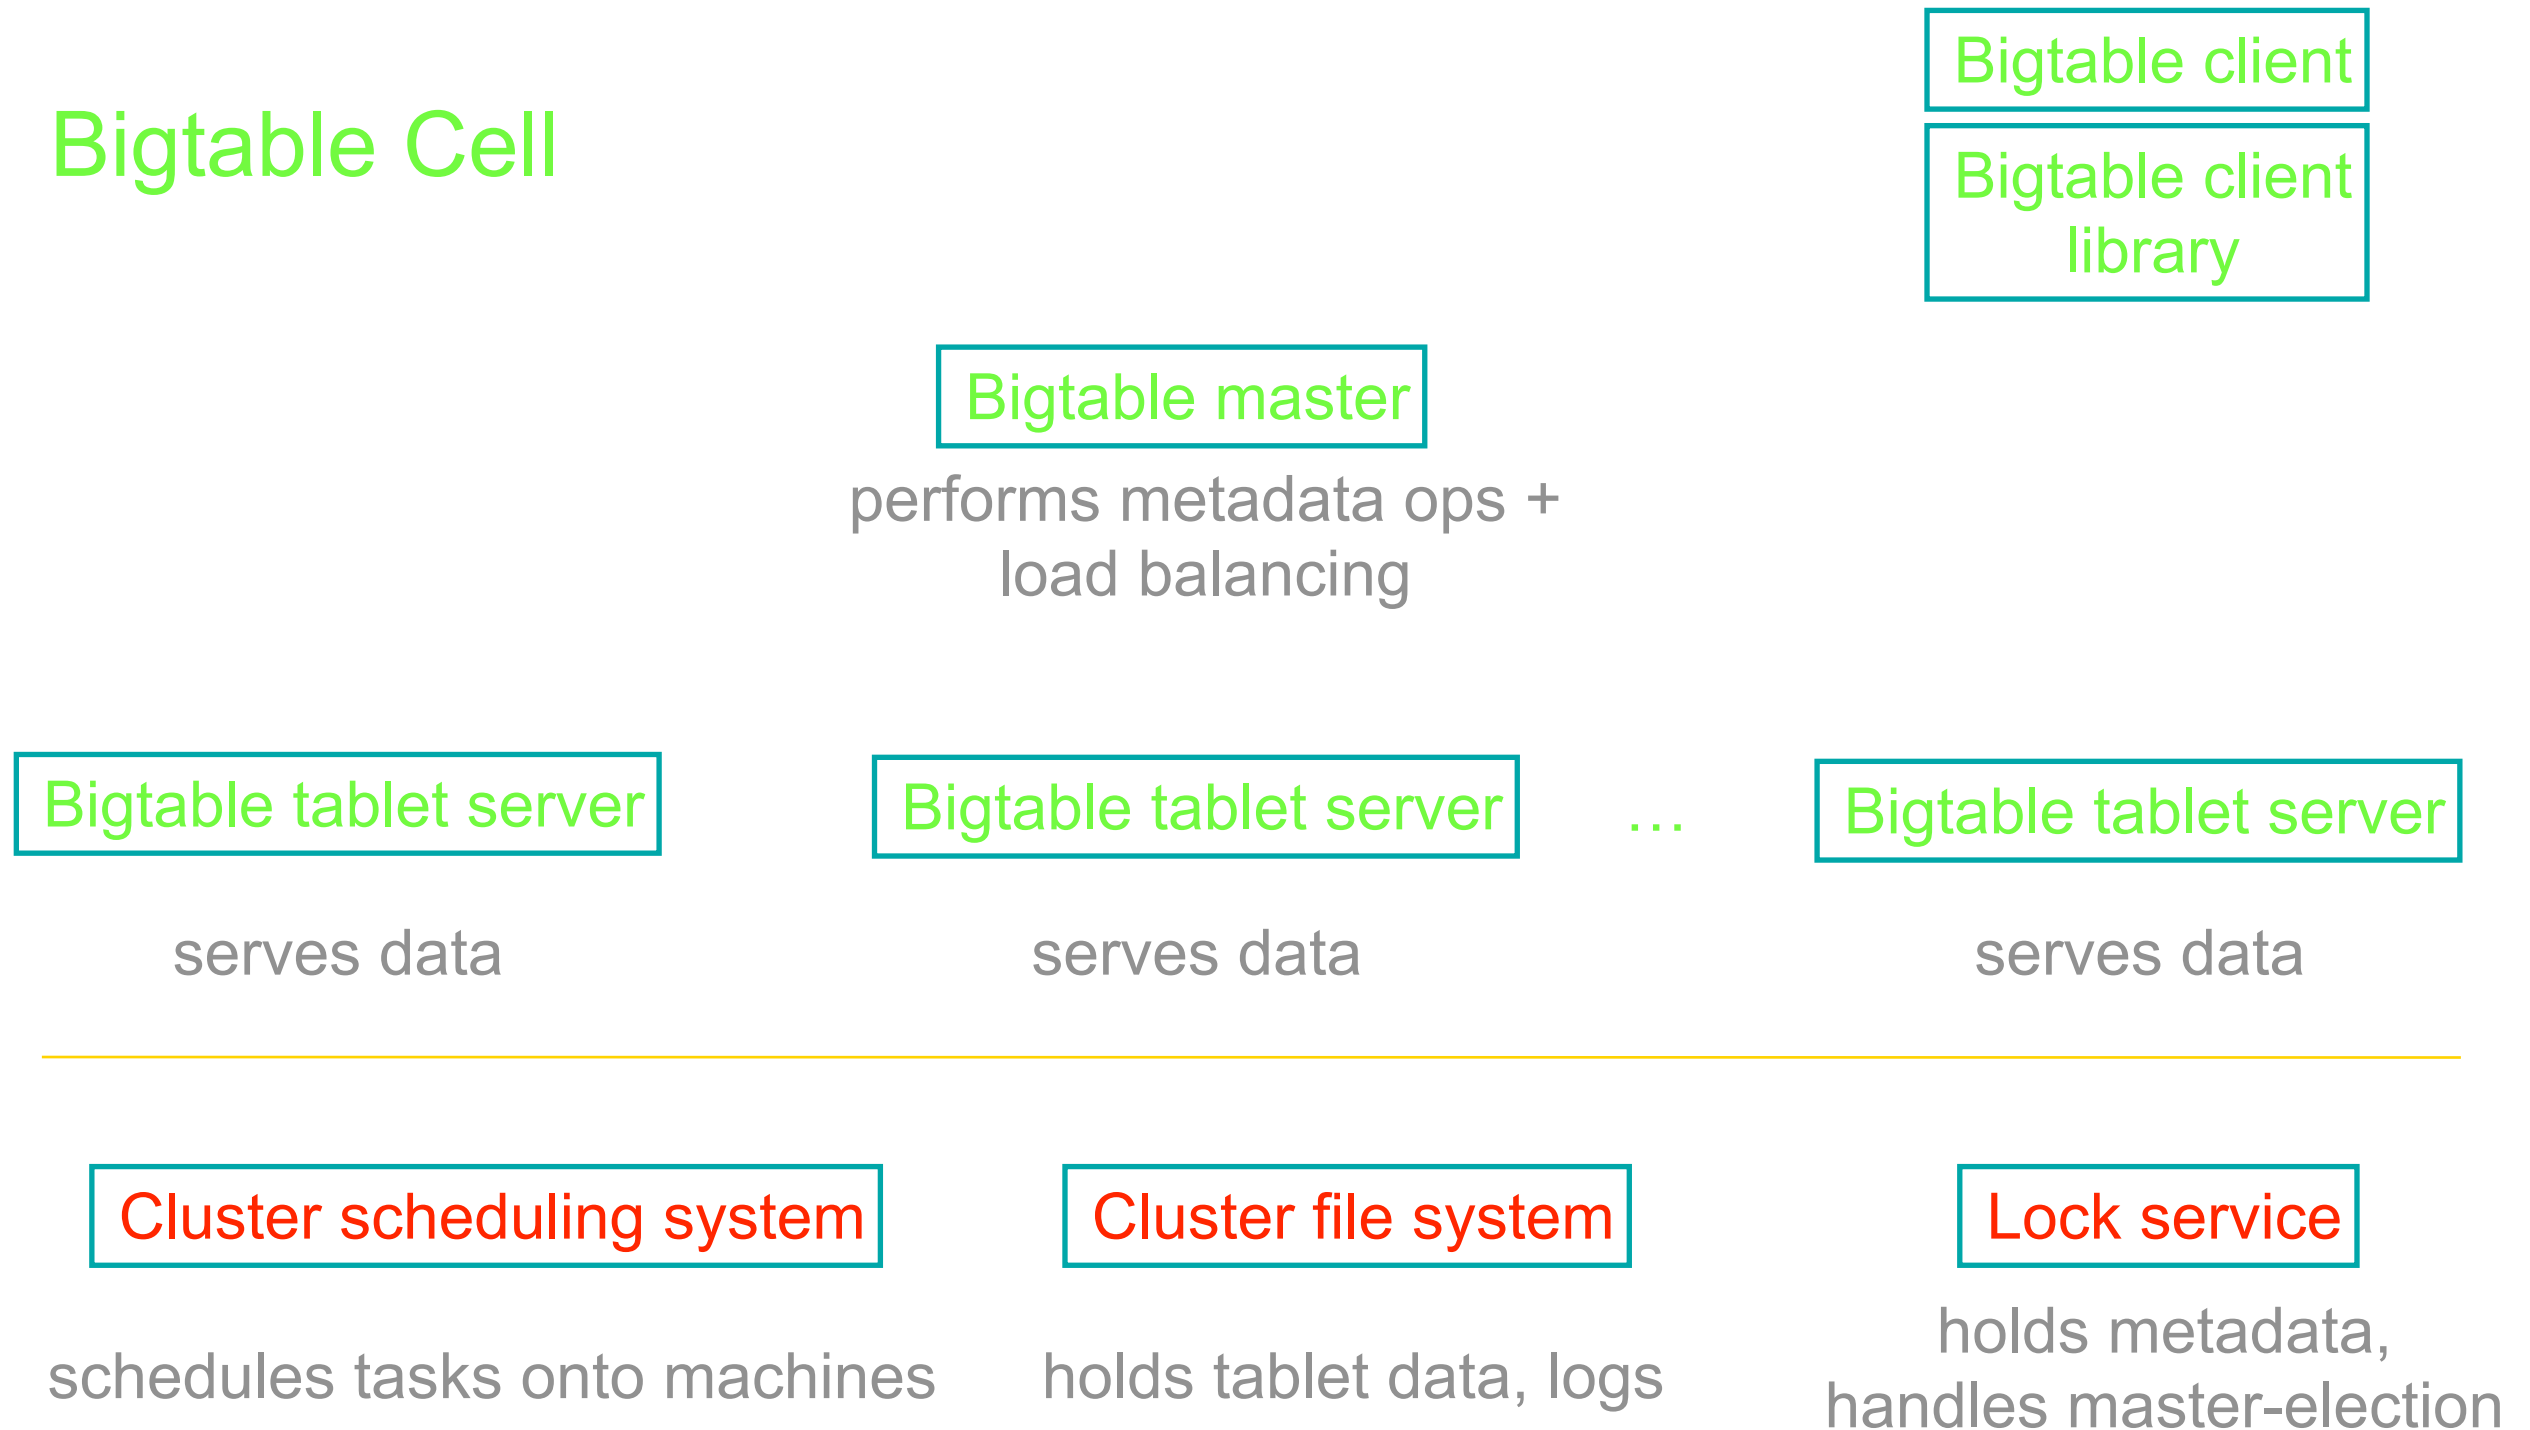 Bigtable Cell
Bigtable client
Bigtable client
library
Bigtable master
performs metadata ops +
load balancing
Bigtable tablet server
Bigtable tablet server
…
Bigtable tablet server
serves data
serves data
serves data
Cluster scheduling system
Cluster file system
Lock service
schedules tasks onto machines
holds tablet data, logs
holds metadata,
handles master-election